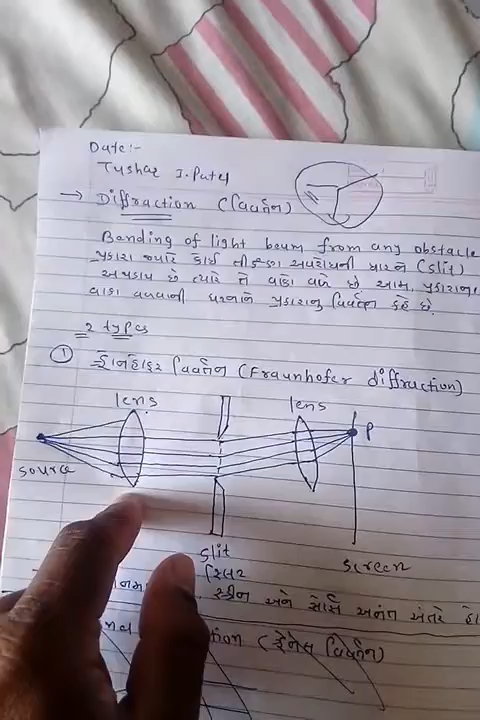 Date:-
Tushar I. Patel
→ Diffraction (વિવર્તન)
Banding of light beam from any obstacle
પ્રકાશ જ્યારે કોઈ તીક્ષ્ણ અવરોધની ધારને (slit)
અથડાય છે ત્યારે તે વાંકો વળે છે આમ, પ્રકાશના
વાંકા વળવાની ઘટનાને પ્રકાશનું વિવર્તન કહે છે.
2 types
① ફ્રોનહોફર વિવર્તન (Fraunhofer diffraction)
lens
lens
P
source
slit
સ્લિટ
screen
સ્ક્રીન અને સોર્સ અનંત અંતરે
(ફ્રેનેલ વિવર્તન)